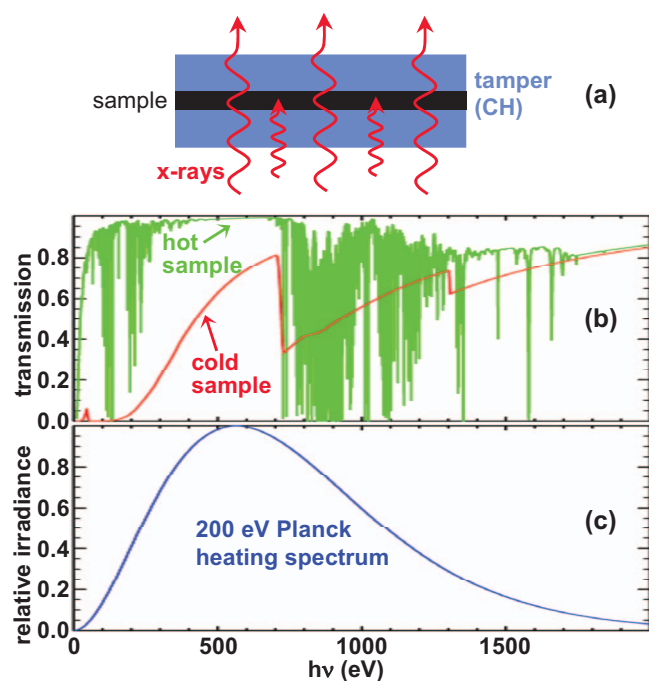 sample
tamper
(CH)
(a)
x-rays
transmission
0.8
0.6
0.4
0.2
0.0
hot
sample
cold
sample
(b)
relative irradiance
0.8
0.6
0.4
0.2
0.0
200 eV Planck
heating spectrum
(c)
0 500 1000 1500
hν (eV)